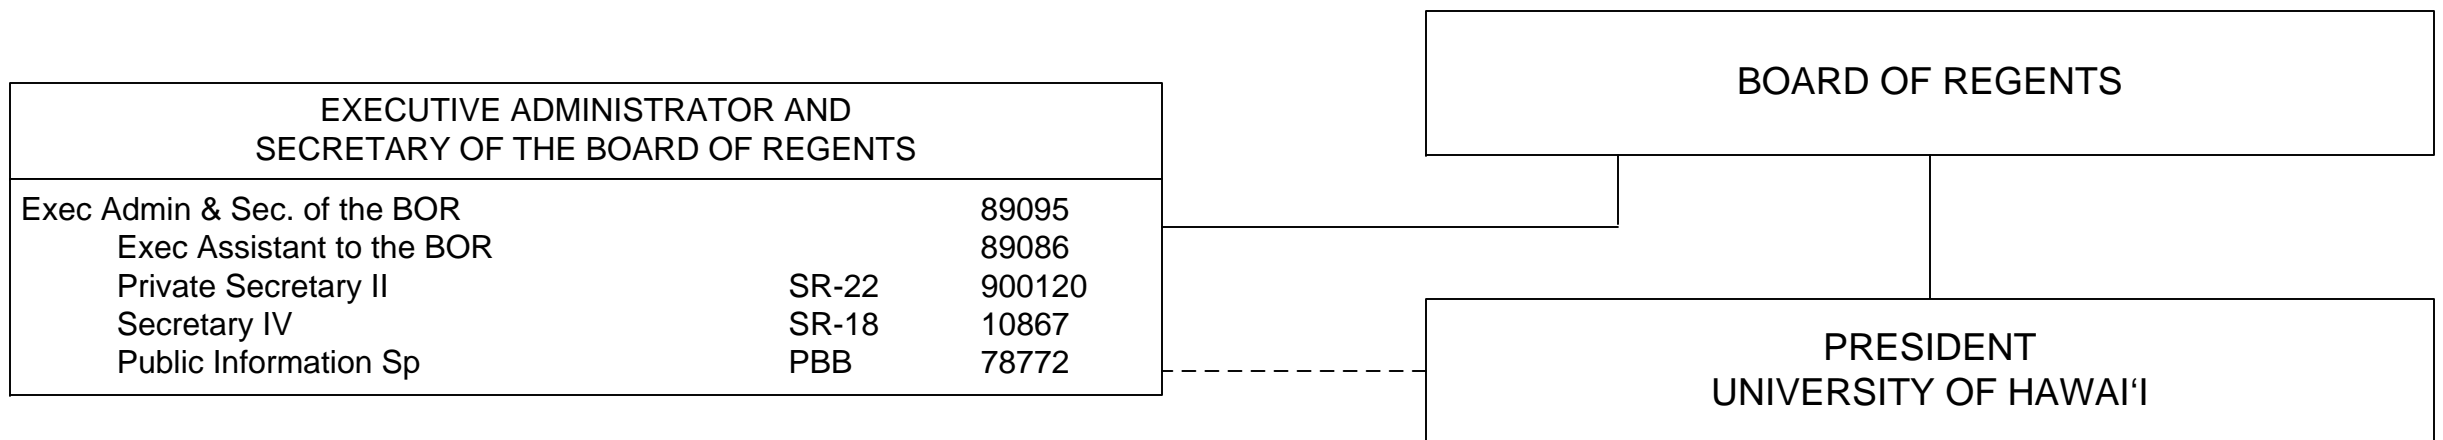 BOARD OF REGENTS
EXECUTIVE ADMINISTRATOR AND
SECRETARY OF THE BOARD OF REGENTS
Exec Admin & Sec. of the BOR 89095
Exec Assistant to the BOR 89086
Private Secretary II SR-22 900120
Secretary IV SR-18 10867
Public Information Sp PBB 78772
PRESIDENT
UNIVERSITY OF HAWAI‘I